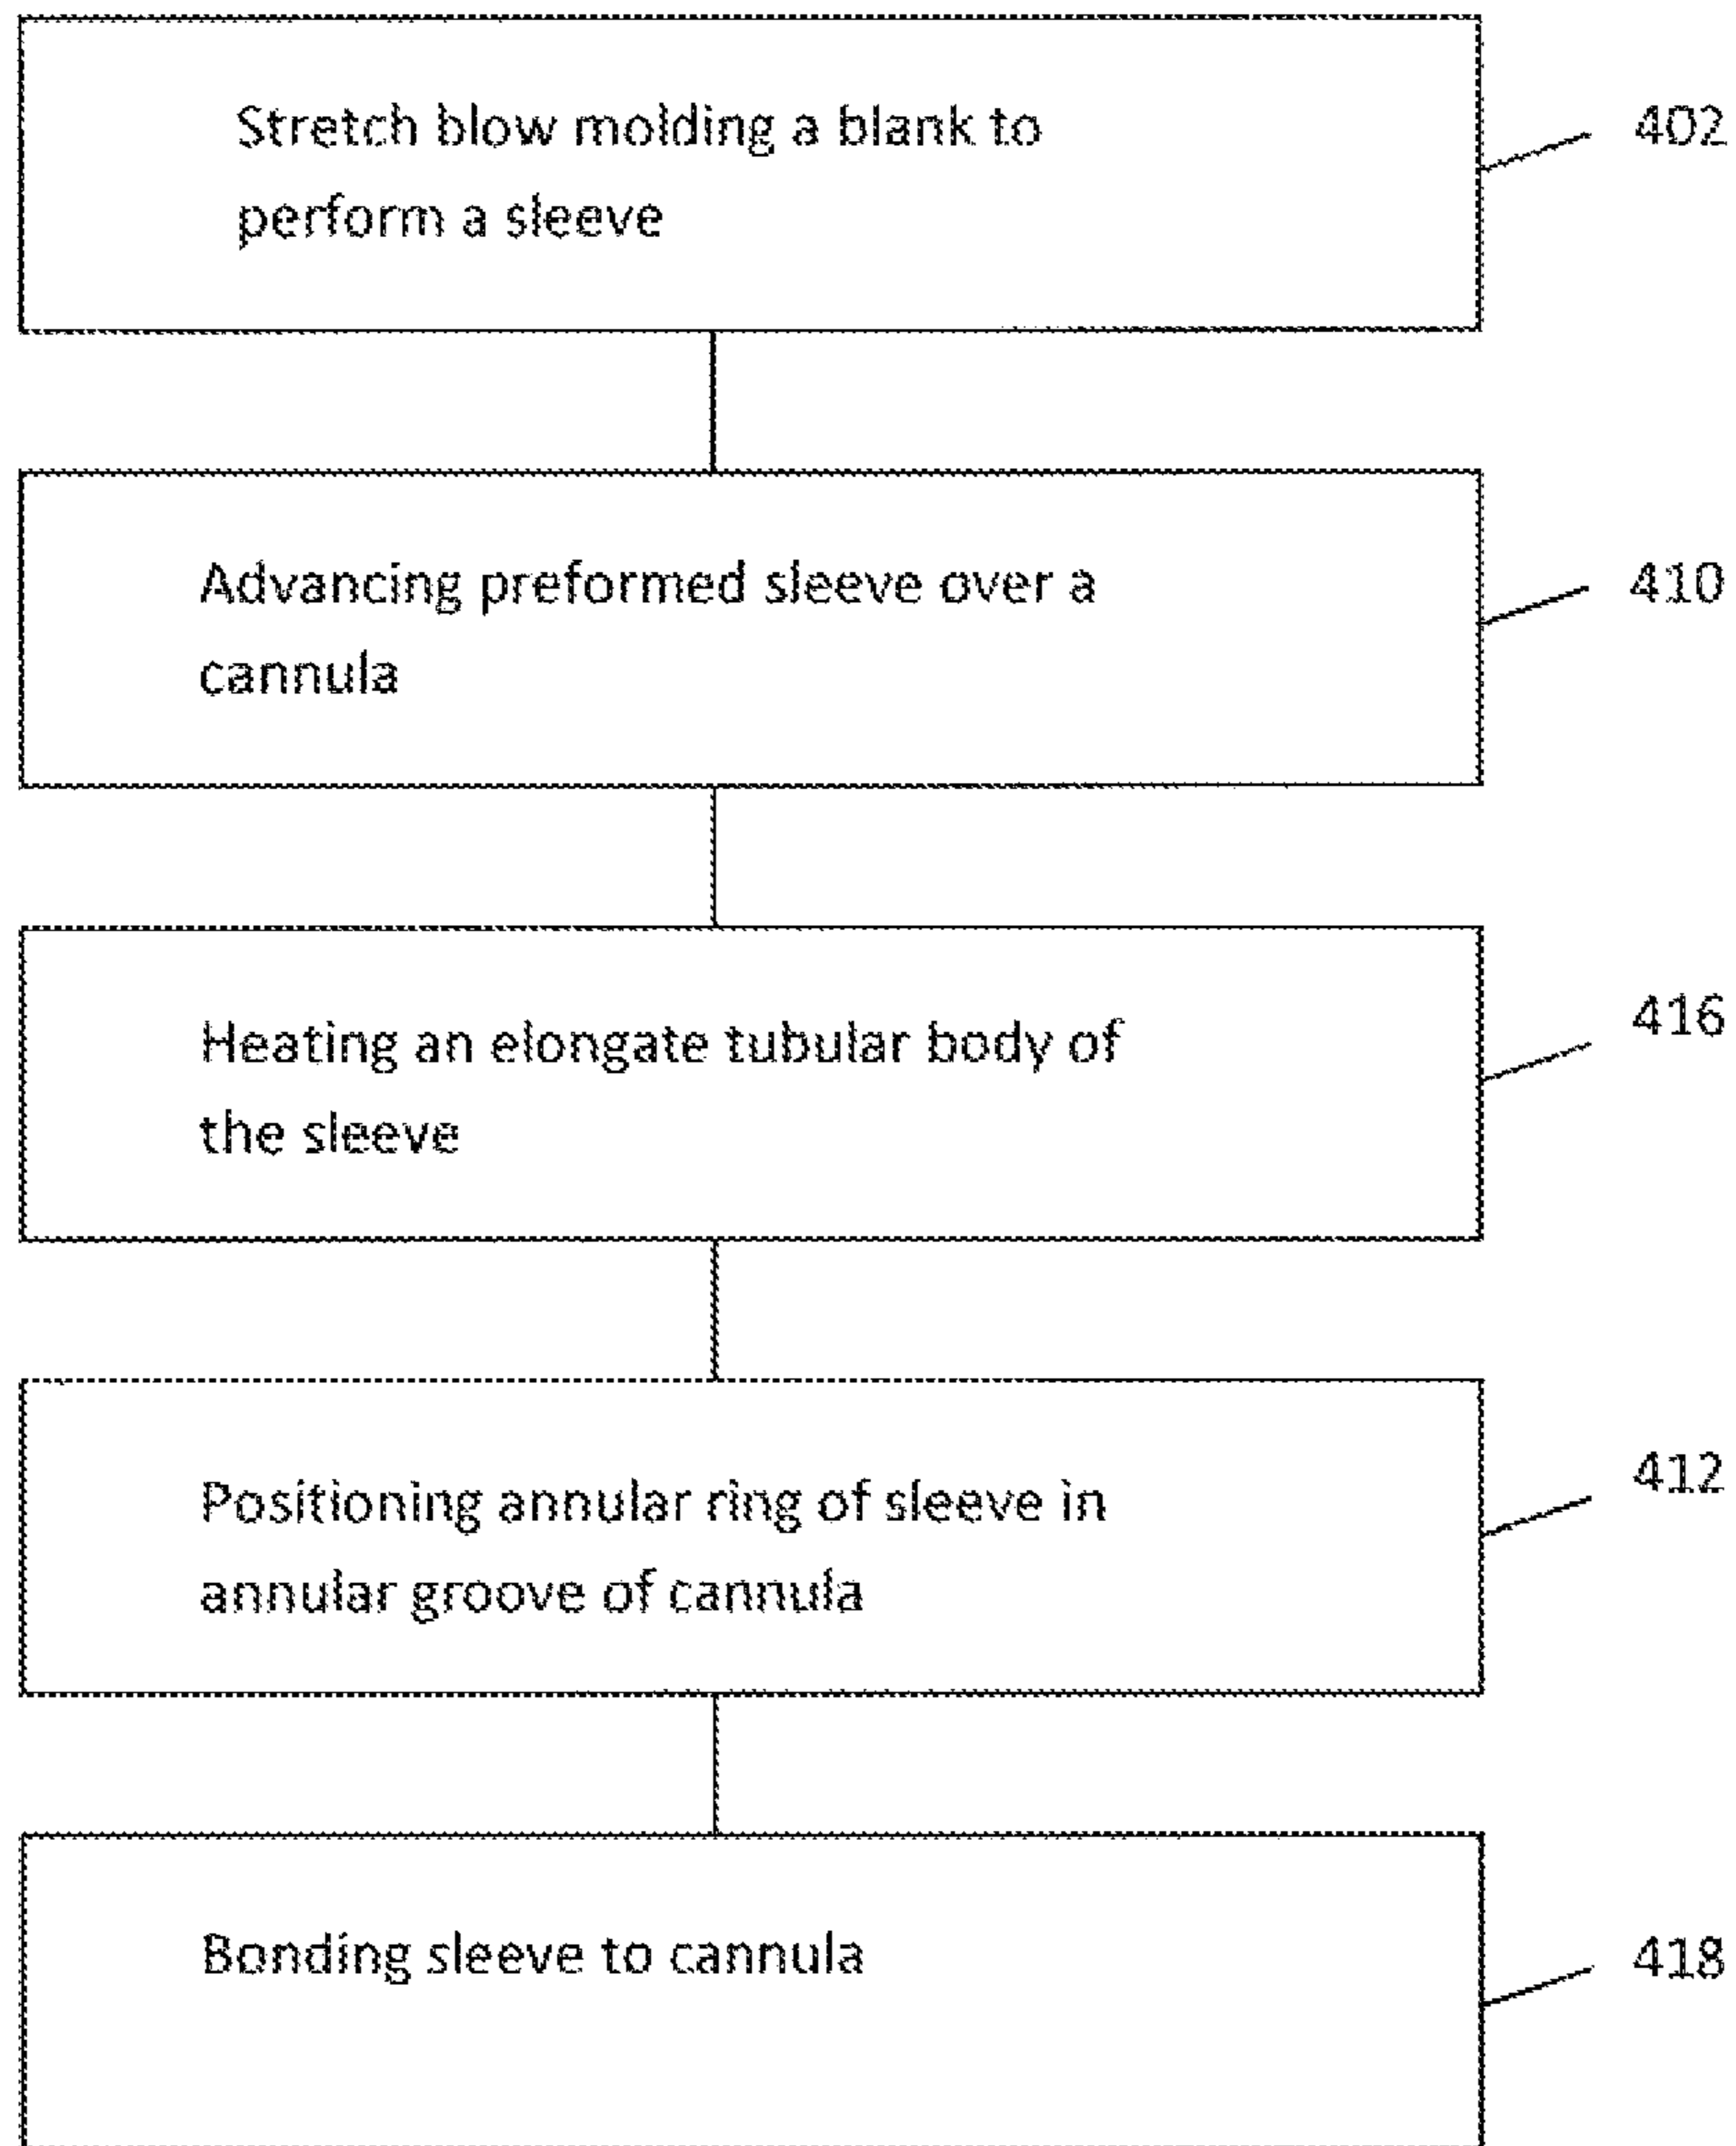 Stretch blow molding a blank to
perform a sleeve
402
Advancing preformed sleeve over a
cannula
410
Heating an elongate tubular body of
the sleeve
416
Positioning annular ring of sleeve in
annular groove of cannula
412
Bonding sleeve to cannula
418